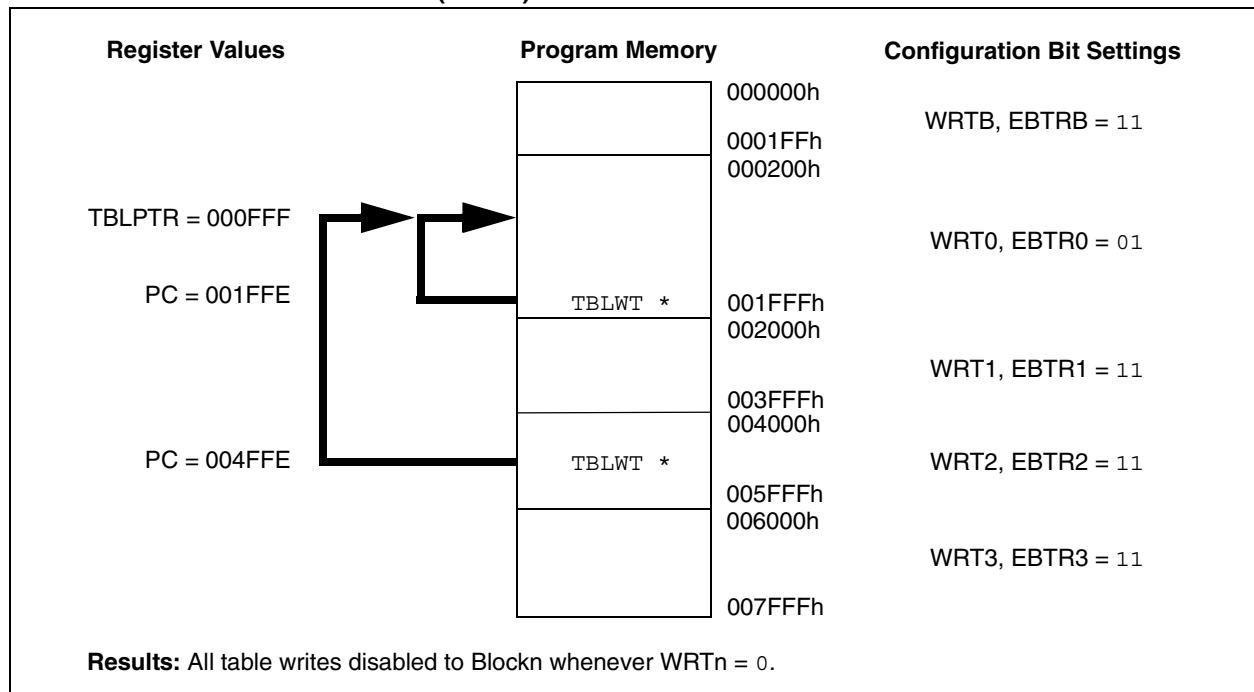 Register Values Program Memory Configuration Bit Settings
000000h
WRTB, EBTRB = 11
0001FFh
000200h
TBLPTR = 000FFF
WRT0, EBTR0 = 01
PC = 001FFE TBLWT * 001FFFh
002000h
WRT1, EBTR1 = 11
003FFFh
004000h
PC = 004FFE TBLWT * WRT2, EBTR2 = 11
005FFFh
006000h
WRT3, EBTR3 = 11
007FFFh
Results: All table writes disabled to Blockn whenever WRTn = 0.